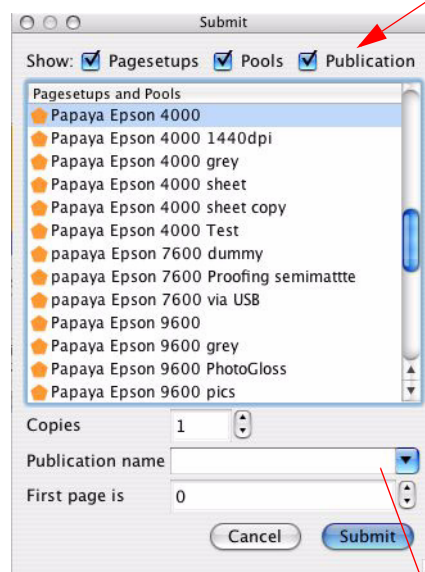 Submit
Show: Pagesetups Pools Publication
Pagesetups and Pools
Papaya Epson 4000
Papaya Epson 4000 1440dpi
Papaya Epson 4000 grey
Papaya Epson 4000 sheet
Papaya Epson 4000 sheet copy
Papaya Epson 4000 Test
papaya Epson 7600 dummy
papaya Epson 7600 Proofing semimattte
papaya Epson 7600 via USB
Papaya Epson 9600
Papaya Epson 9600 grey
Papaya Epson 9600 PhotoGloss
Papaya Epson 9600 pics
Copies 1
Publication name
First page is 0
Cancel Submit